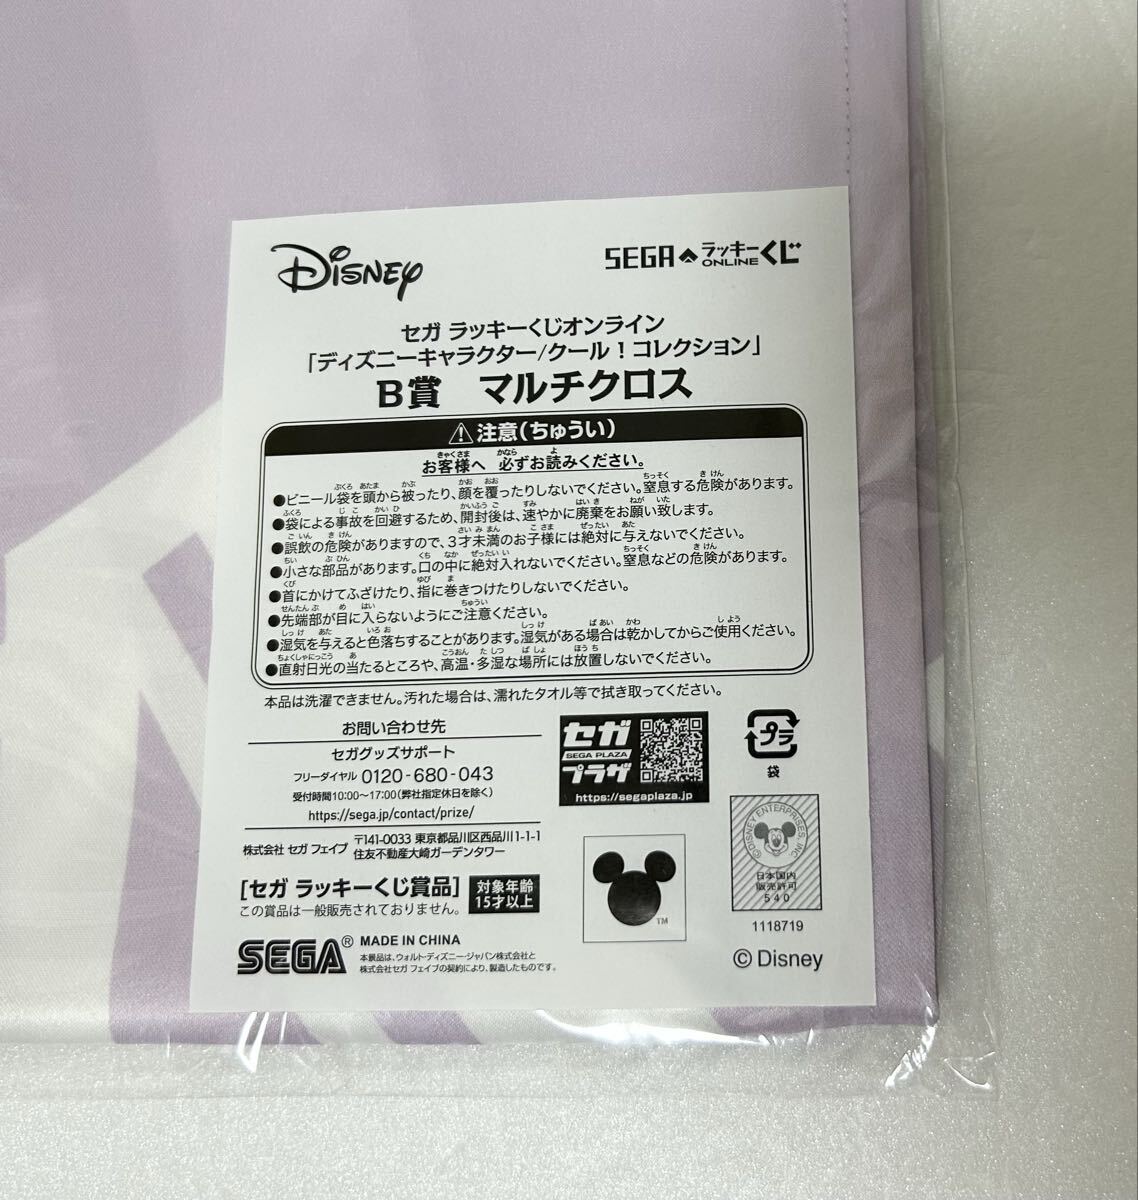 Disney
SEGA ラッキーくじ ONLINE
セガ ラッキーくじオンライン
「ディズニーキャラクター/クール！コレクション」
B賞 マルチクロス
注意(ちゅうい)
お客様へ 必ずお読みください。
●ビニール袋を頭から被ったり、顔を覆ったりしないでください。窒息する危険があります。
●袋による事故を回避するため、開封後は、速やかに廃棄をお願い致します。
●誤飲の危険がありますので、3才未満のお子様には絶対に与えないでください。
●小さな部品があります。口の中に絶対入れないでください。窒息などの危険があります。
●首にかけてふざけたり、指に巻きつけたりしないでください。
●先端部が目に入らないようにご注意ください。
●湿気を与えると色落ちすることがあります。湿気がある場合は乾かしてからご使用ください。
●直射日光の当たるところや、高温・多湿な場所には放置しないでください。
本品は洗濯できません。汚れた場合は、濡れたタオル等で拭き取ってください。
お問い合わせ先
セガグッズサポート
フリーダイヤル 0120-680-043
受付時間10:00〜17:00(弊社指定休日を除く)
https://sega.jp/contact/prize/
株式会社 セガ フェイブ 〒141-0033 東京都品川区西品川1-1-1
住友不動産大崎ガーデンタワー
[セガ ラッキーくじ賞品]
この賞品は一般販売されておりません。
対象年齢
15才以上
SEGA® MADE IN CHINA
本景品は、ウォルト・ディズニー・ジャパン株式会社と
株式会社セガ フェイブの契約により、製造したものです。
セガ
SEGA PLAZA
プラザ
https://segaplaza.jp
プラ
袋
TM
©DISNEY ENTERPRISES, INC.
日本国内
販売許可
540
1118719
© Disney